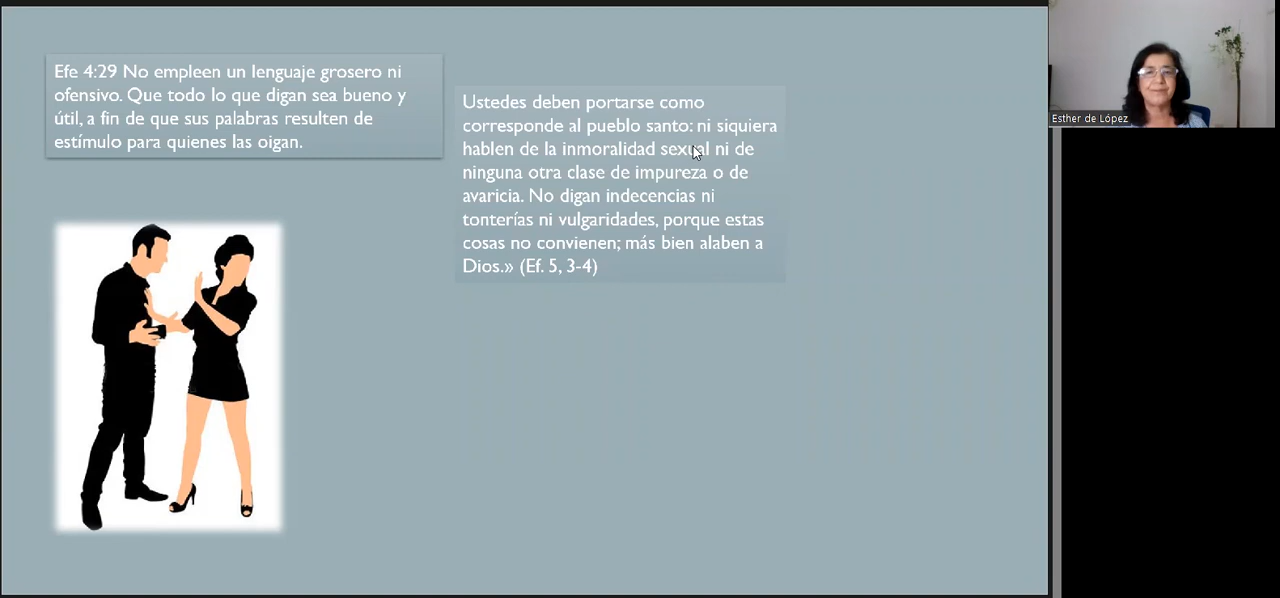 Efe 4:29 No empleen un lenguaje grosero ni
ofensivo. Que todo lo que digan sea bueno y
útil, a fin de que sus palabras resulten de
estímulo para quienes las oigan.
Ustedes deben portarse como
corresponde al pueblo santo: ni siquiera
hablen de la inmoralidad sexual ni de
ninguna otra clase de impureza o de
avaricia. No digan indecencias ni
tonterías ni vulgaridades, porque estas
cosas no convienen; más bien alaben a
Dios.» (Ef. 5, 3-4)
Esther de López